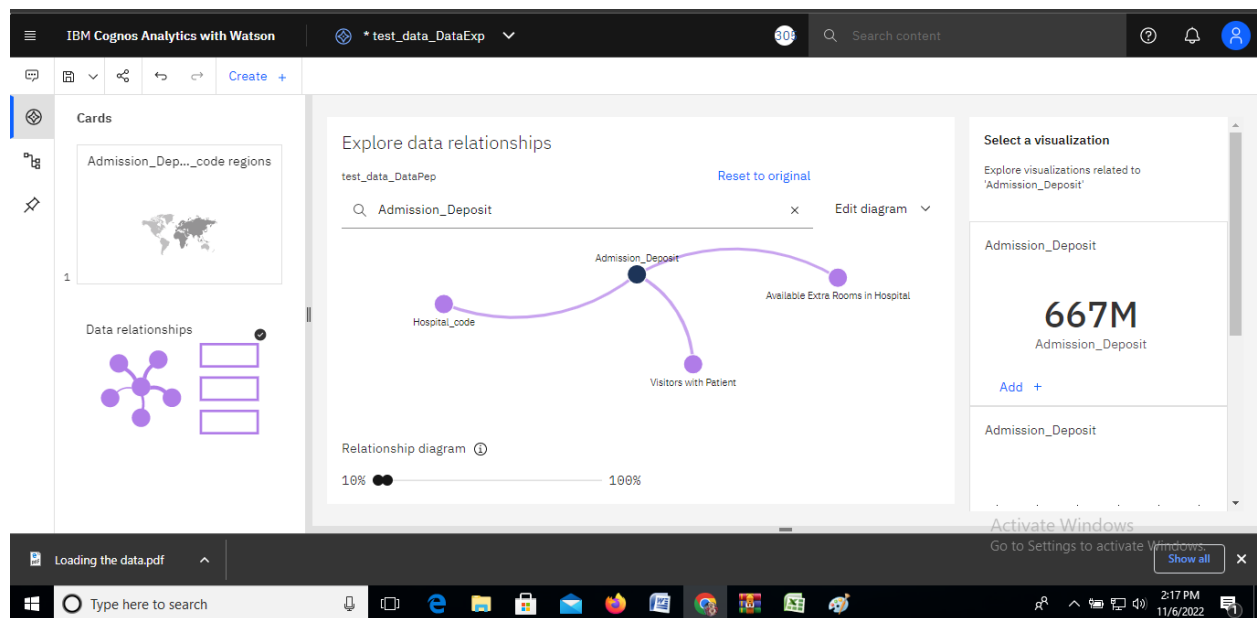 IBM Cognos Analytics with Watson
* test_data_DataExp
Search content
Create +
Cards
Admission_Dep..._code regions
1
Data relationships
Explore data relationships
test_data_DataPep
Reset to original
Admission_Deposit
Edit diagram
Admission_Deposit
Hospital_code
Available Extra Rooms in Hospital
Visitors with Patient
Relationship diagram
10%
100%
Select a visualization
Explore visualizations related to
'Admission_Deposit'
Admission_Deposit
667M
Admission_Deposit
Add +
Admission_Deposit
Activate Windows
Go to Settings to activate Windows.
Loading the data.pdf
Show all
Type here to search
2:17 PM
11/6/2022